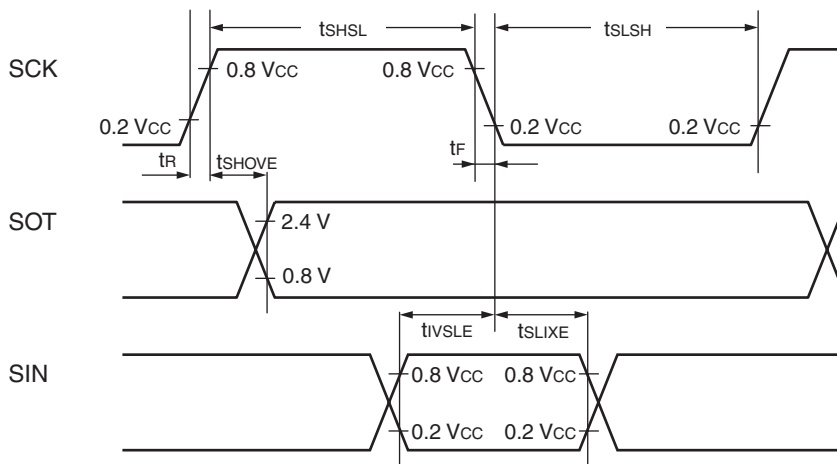 tSHSL tSLSH
SCK 0.8 VCC 0.8 VCC
0.2 VCC 0.2 VCC 0.2 VCC
tR tSHOVE tF
SOT 2.4 V
0.8 V
tIVSLE tSLIXE
SIN 0.8 VCC 0.8 VCC
0.2 VCC 0.2 VCC